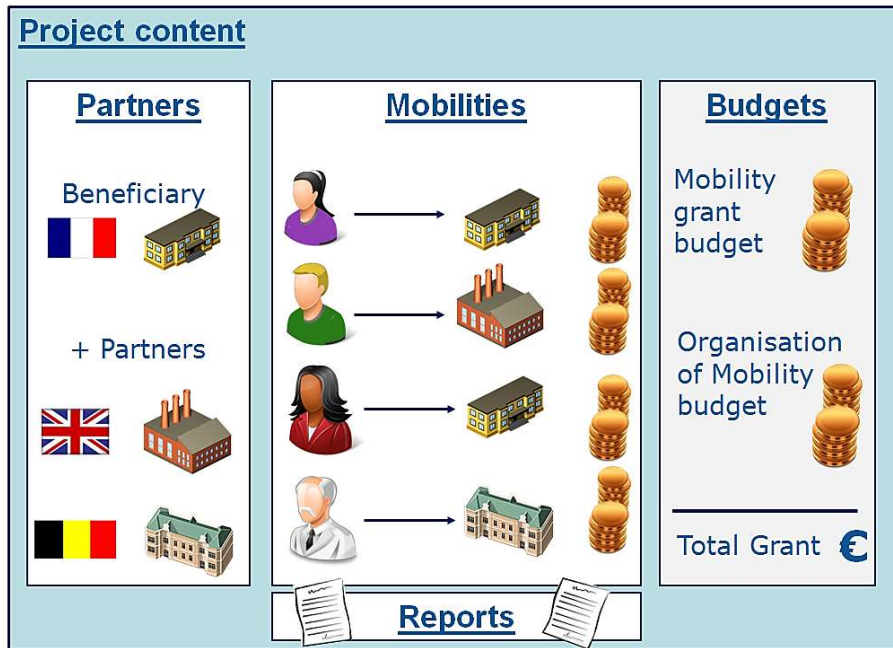 Project content
Partners
Beneficiary
+ Partners
Mobilities
Budgets
Mobility
grant
budget
Organisation
of Mobility
budget
Total Grant €
Reports